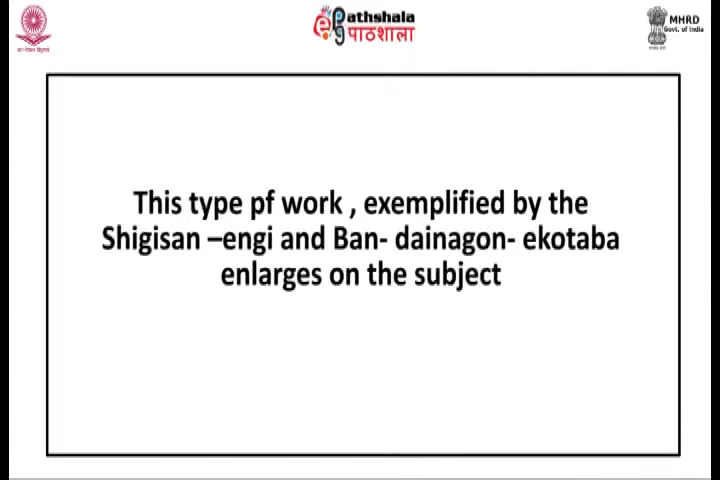 ePgpathshala
पाठशाला
MHRD
Govt. of India
This type pf work , exemplified by the
Shigisan –engi and Ban- dainagon- ekotaba
enlarges on the subject